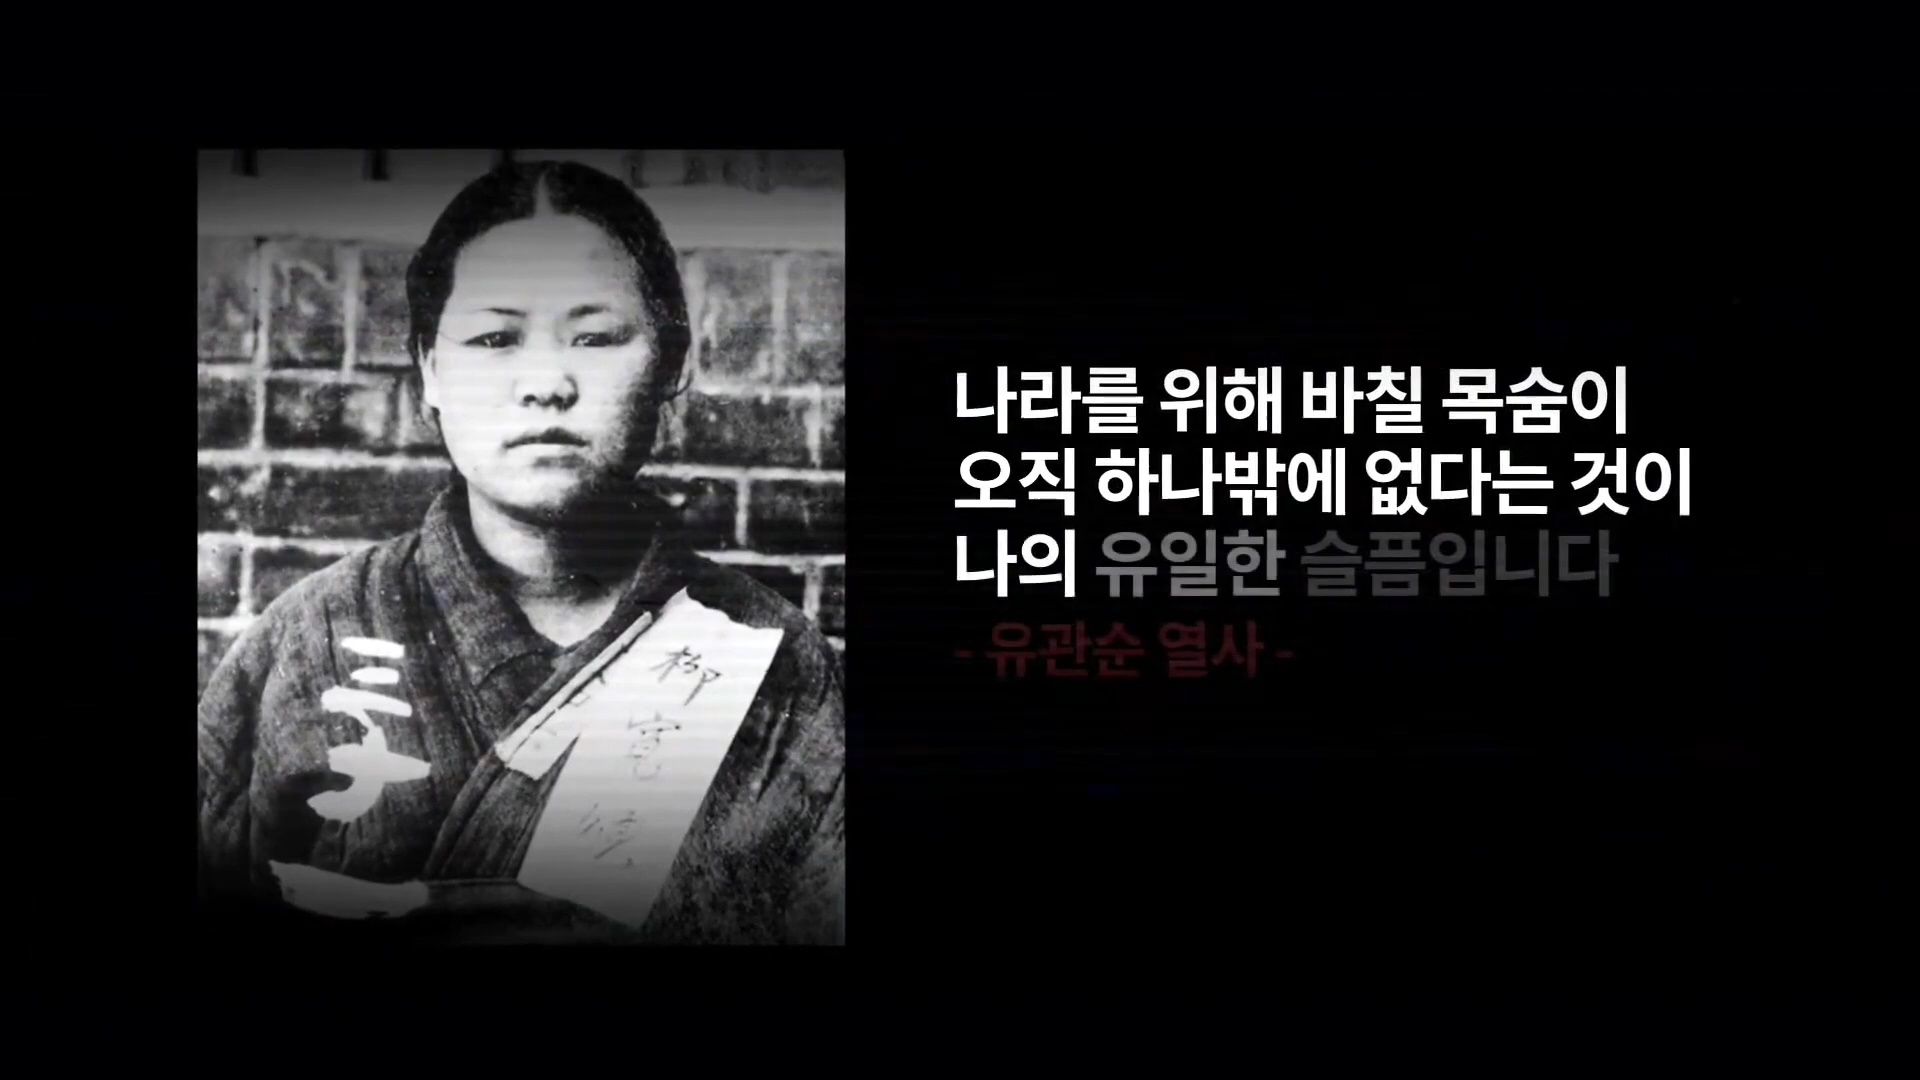 나라를 위해 바칠 목숨이
오직 하나밖에 없다는 것이
나의 유일한 슬픔입니다
- 유관순 열사 -
柳
寬